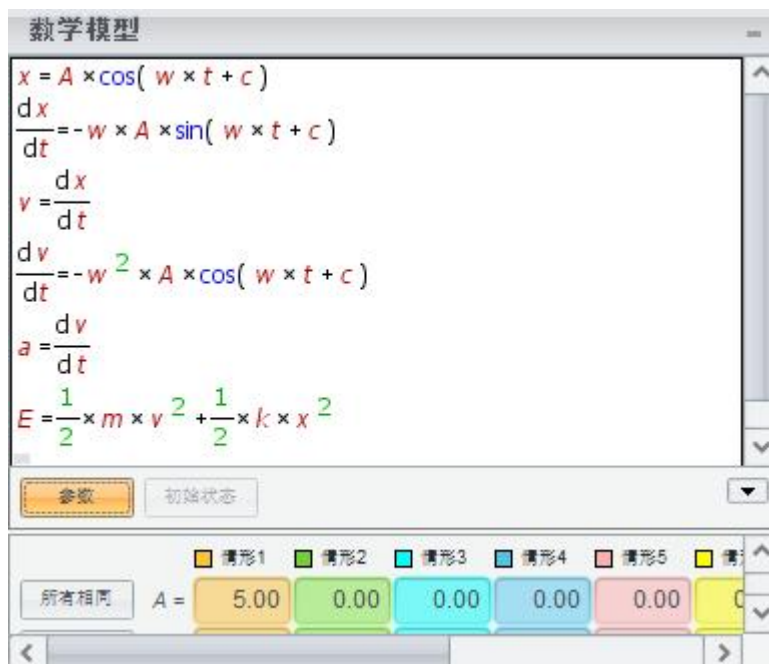 数学模型
x = A × cos( w × t + c )
dx/dt = - w × A × sin( w × t + c )
v = dx/dt
dv/dt = - w^2 × A × cos( w × t + c )
a = dv/dt
E = 1/2 × m × v^2 + 1/2 × k × x^2
参数 初始状态
情形1 情形2 情形3 情形4 情形5
所有相同 A = 5.00 0.00 0.00 0.00 0.00